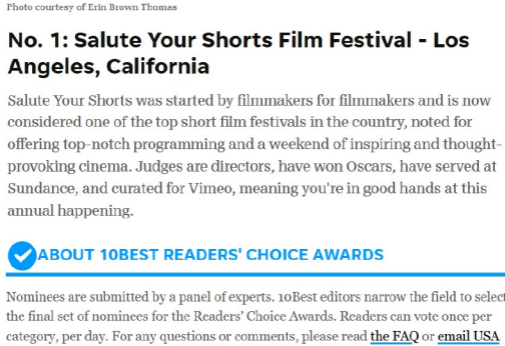 Photo courtesy of Erin Brown Thomas
No. 1: Salute Your Shorts Film Festival - Los
Angeles, California
Salute Your Shorts was started by filmmakers for filmmakers and is now
considered one of the top short film festivals in the country, noted for
offering top-notch programming and a weekend of inspiring and thought-
provoking cinema. Judges are directors, have won Oscars, have served at
Sundance, and curated for Vimeo, meaning you're in good hands at this
annual happening.
ABOUT 10BEST READERS' CHOICE AWARDS
Nominees are submitted by a panel of experts. 10Best editors narrow the field to select
the final set of nominees for the Readers' Choice Awards. Readers can vote once per
category, per day. For any questions or comments, please read the FAQ or email USA